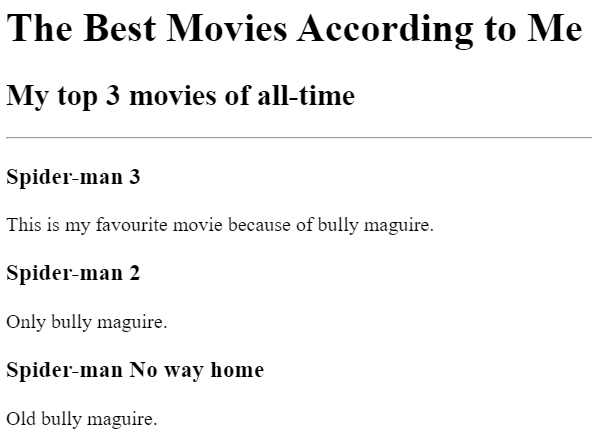 The Best Movies According to Me
My top 3 movies of all-time
Spider-man 3
This is my favourite movie because of bully maguire.
Spider-man 2
Only bully maguire.
Spider-man No way home
Old bully maguire.